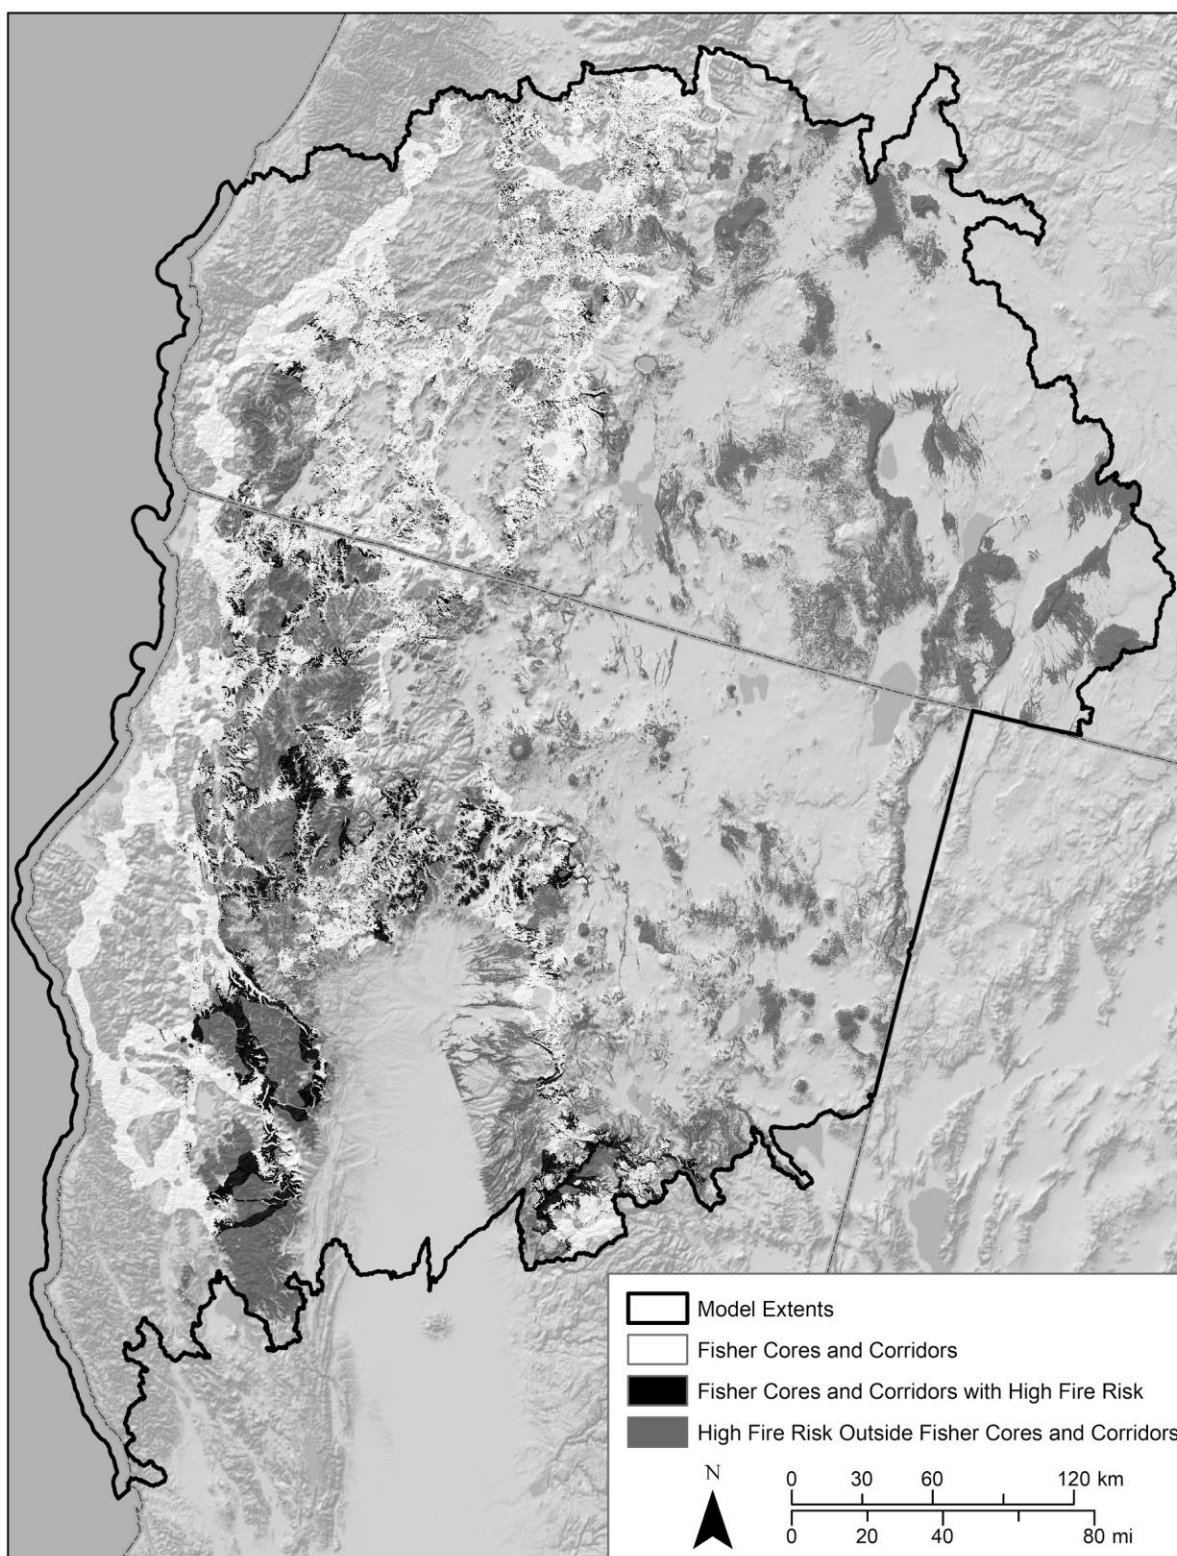 Model Extents
Fisher Cores and Corridors
Fisher Cores and Corridors with High Fire Risk
High Fire Risk Outside Fisher Cores and Corridors
N
0 30 60 120 km
0 20 40 80 mi